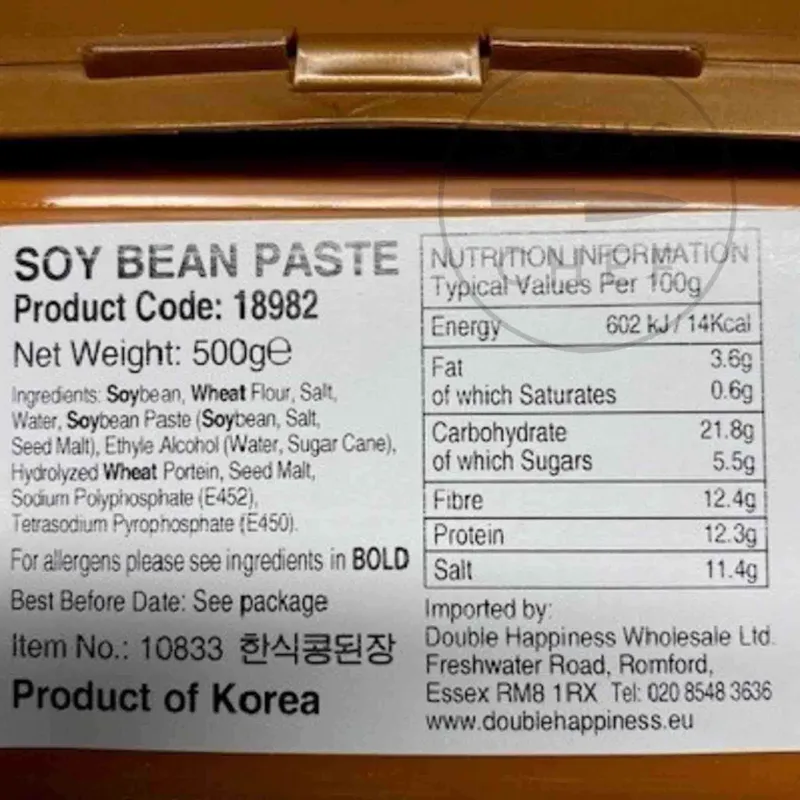 SOY BEAN PASTE
Product Code: 18982
Net Weight: 500g℮
Ingredients: Soybean, Wheat Flour, Salt,
Water, Soybean Paste (Soybean, Salt,
Seed Malt), Ethyle Alcohol (Water, Sugar Cane),
Hydrolyzed Wheat Portein, Seed Malt,
Sodium Polyphosphate (E452),
Tetrasodium Pyrophosphate (E450).
For allergens please see ingredients in BOLD
Best Before Date: See package
Item No.: 10833 한식콩된장
Product of Korea
NUTRITION INFORMATION
Typical Values Per 100g
Energy 602 kJ / 14Kcal
Fat 3.6g
of which Saturates 0.6g
Carbohydrate 21.8g
of which Sugars 5.5g
Fibre 12.4g
Protein 12.3g
Salt 11.4g
Imported by:
Double Happiness Wholesale Ltd.
Freshwater Road, Romford,
Essex RM8 1RX Tel: 020 8548 3636
www.doublehappiness.eu